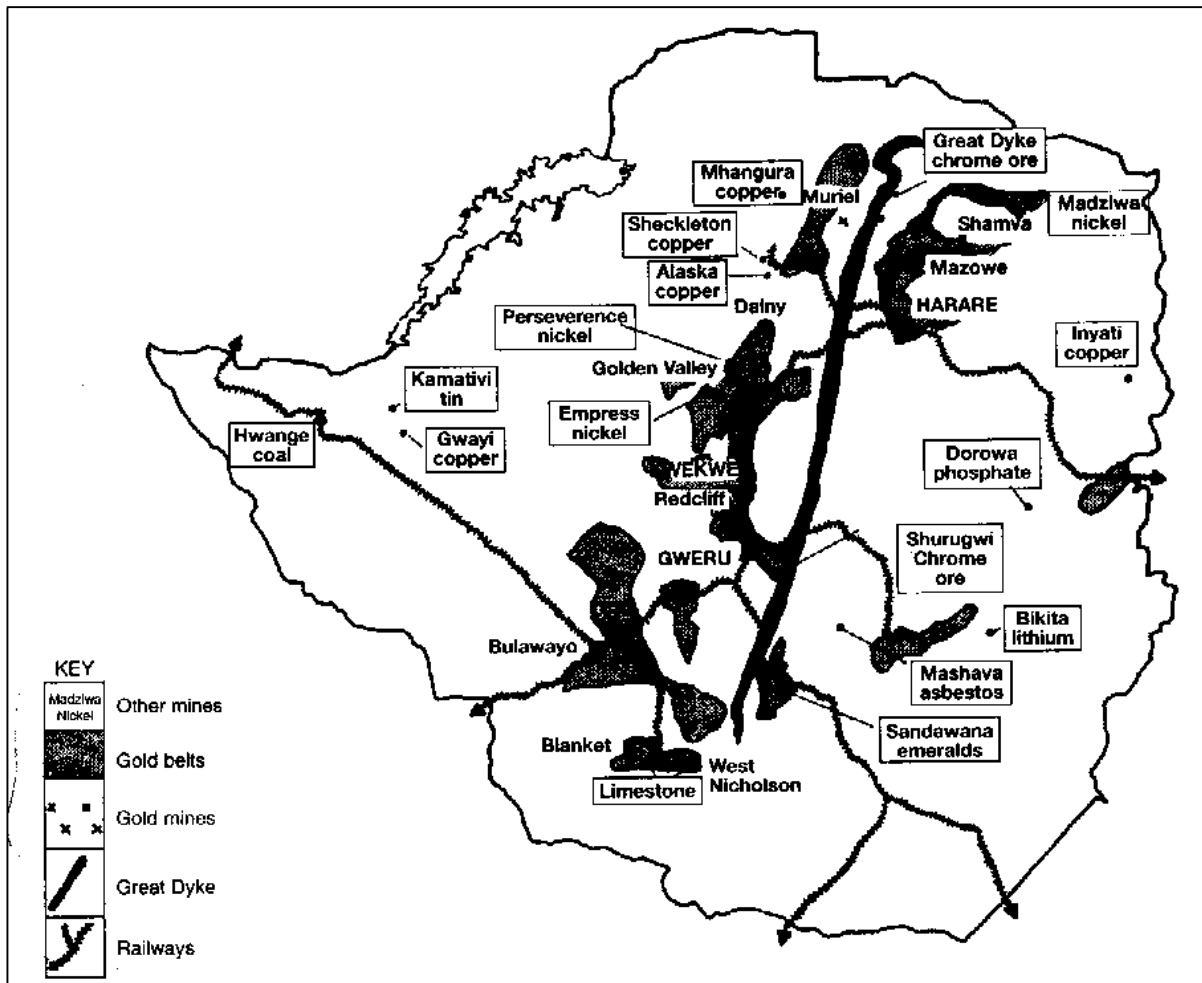 Great Dyke
chrome ore
Mhangura
copper
Muriel
Madziwa
nickel
Shamva
Sheckleton
copper
Mazowe
Alaska
copper
HARARE
Dalny
Perseverence
nickel
Inyati
copper
Golden Valley
Kamativi
tin
Empress
nickel
Hwange
coal
Gwayi
copper
Dorowa
phosphate
WEKWE
Redcliff
Shurugwi
Chrome
ore
GWERU
Bikita
lithium
Bulawayo
Mashava
asbestos
Sandawana
emeralds
Blanket
West
Nicholson
Limestone
KEY
Madziwa
Nickel
Other mines
Gold belts
Gold mines
Great Dyke
Railways